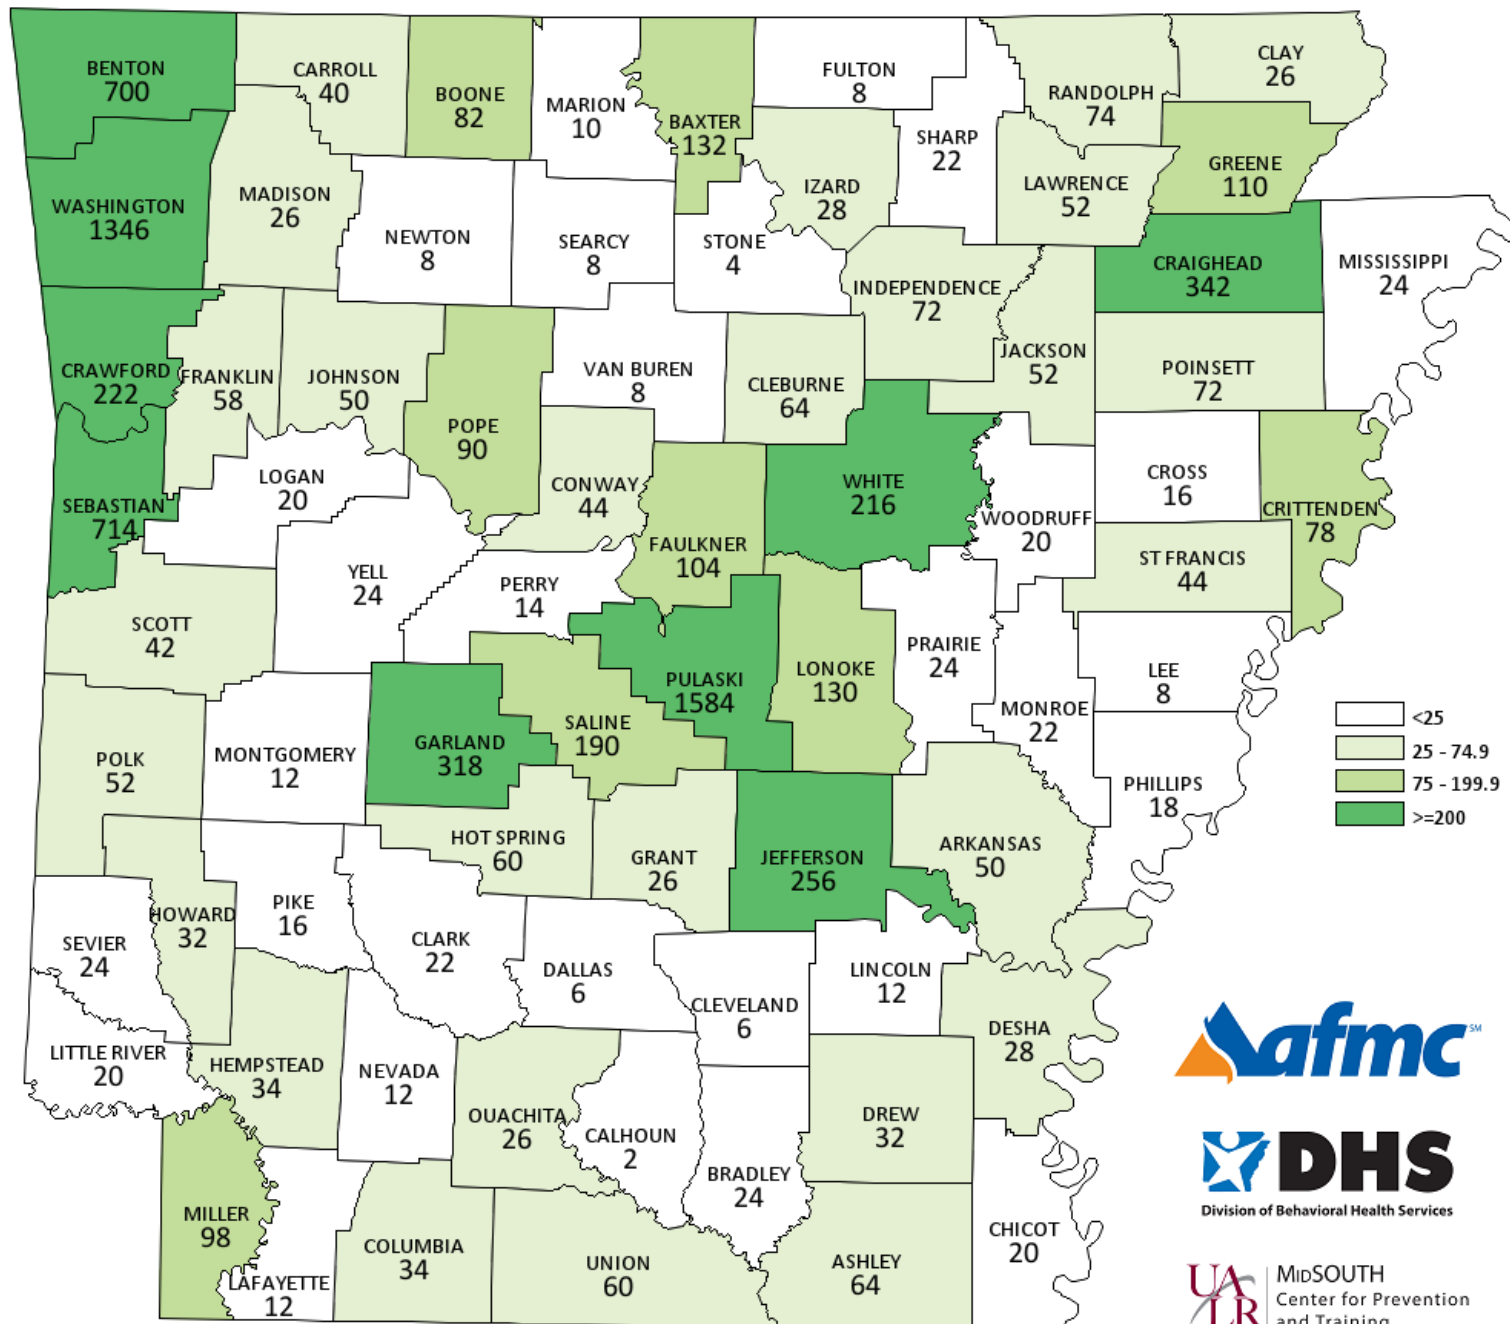 BENTON
700
CARROLL
40
BOONE
82
MARION
10
BAXTER
132
FULTON
8
RANDOLPH
74
CLAY
26
SHARP
22
GREENE
110
IZARD
28
LAWRENCE
52
WASHINGTON
1346
MADISON
26
NEWTON
8
SEARCY
8
STONE
4
INDEPENDENCE
72
CRAIGHEAD
342
MISSISSIPPI
24
CRAWFORD
222
FRANKLIN
58
JOHNSON
50
POPE
90
VAN BUREN
8
CLEBURNE
64
JACKSON
52
POINSETT
72
LOGAN
20
CONWAY
44
WHITE
216
CROSS
16
SEBASTIAN
714
WOODRUFF
20
CRITTENDEN
78
FAULKNER
104
ST FRANCIS
44
YELL
24
PERRY
14
SCOTT
42
PRAIRIE
24
PULASKI
1584
LONOKE
130
LEE
8
MONROE
22
SALINE
190
GARLAND
318
MONTGOMERY
12
POLK
52
PHILLIPS
18
<25
25 - 74.9
75 - 199.9
>=200
HOT SPRING
60
GRANT
26
JEFFERSON
256
ARKANSAS
50
HOWARD
32
PIKE
16
SEVIER
24
CLARK
22
DALLAS
6
LINCOLN
12
CLEVELAND
6
DESHA
28
LITTLE RIVER
20
HEMPSTEAD
34
NEVADA
12
OUACHITA
26
CALHOUN
2
DREW
32
BRADLEY
24
MILLER
98
LAFAYETTE
12
COLUMBIA
34
UNION
60
ASHLEY
64
CHICOT
20
afmc℠
DHS
Division of Behavioral Health Services
UALR
MIDSOUTH
Center for Prevention
and Training